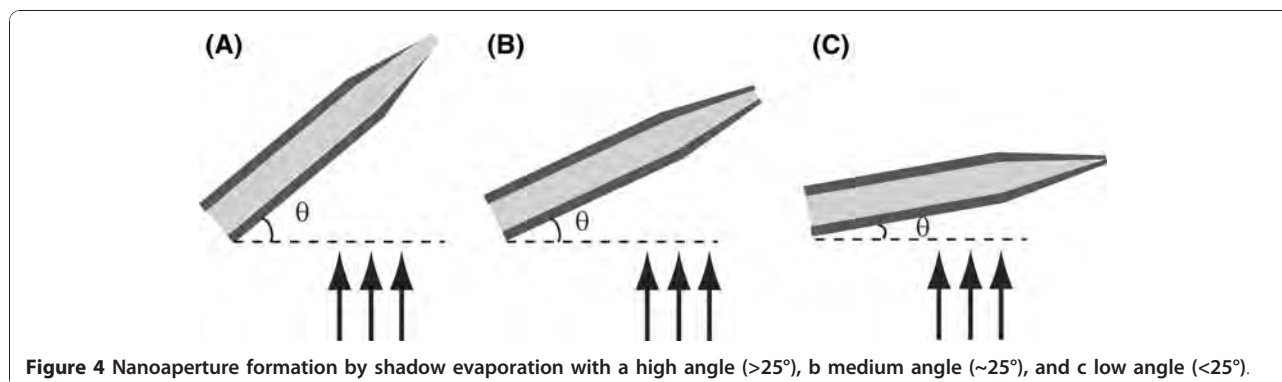 (A) (B) (C)
θ θ θ
Figure 4 Nanoaperture formation by shadow evaporation with a high angle (>25°), b medium angle (~25°), and c low angle (<25°).